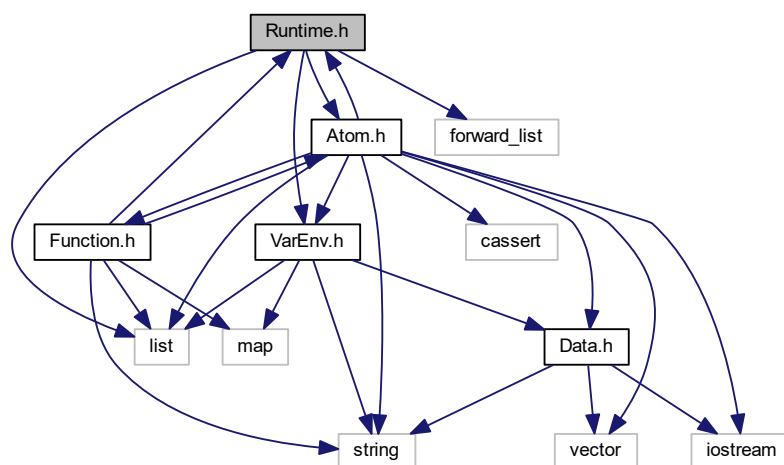 Runtime.h
Atom.h
forward_list
Function.h
VarEnv.h
cassert
list
map
Data.h
string
vector
iostream